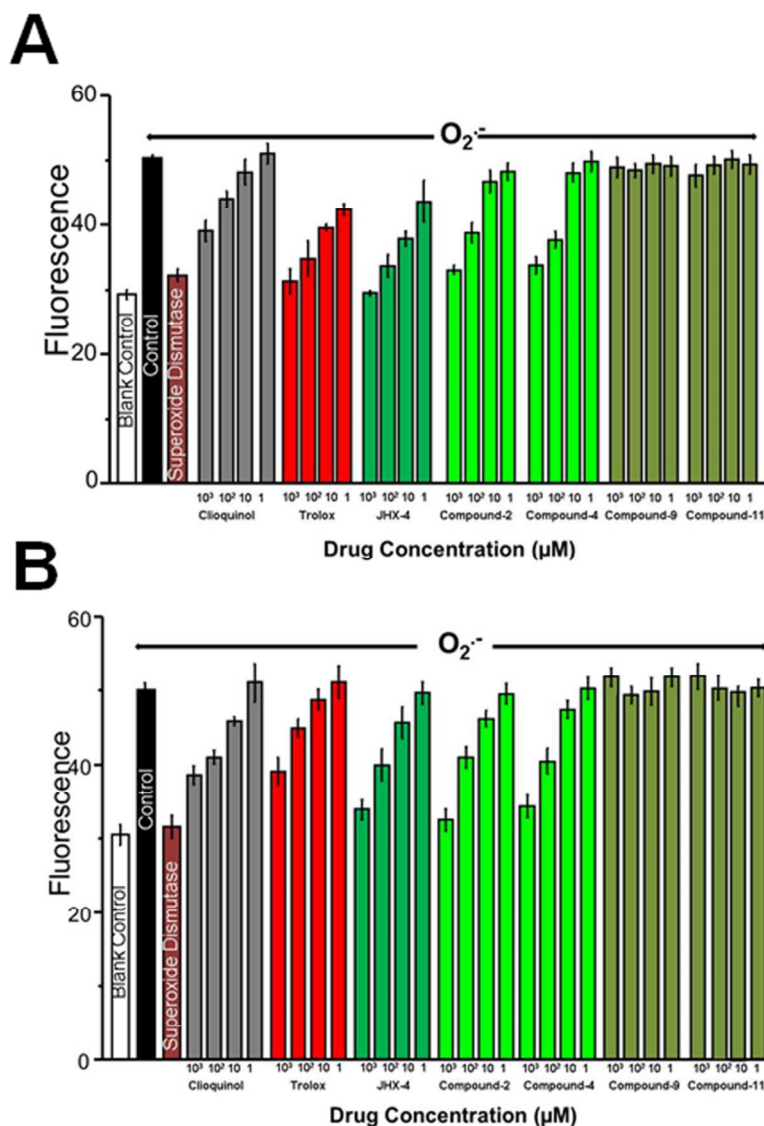 A
60
O₂·-
40
20
0
Fluorescence
Blank Control
Control
Superoxide Dismutase
10³ 10² 10 1 10³ 10² 10 1 10³ 10² 10 1 10³ 10² 10 1 10³ 10² 10 1 10³ 10² 10 1 10³ 10² 10 1
Clioquinol Trolox JHX-4 Compound-2 Compound-4 Compound-9 Compound-11
Drug Concentration (µM)
B
60
O₂·-
40
20
0
Fluorescence
Blank Control
Control
Superoxide Dismutase
10³ 10² 10 1 10³ 10² 10 1 10³ 10² 10 1 10³ 10² 10 1 10³ 10² 10 1 10³ 10² 10 1 10³ 10² 10 1
Clioquinol Trolox JHX-4 Compound-2 Compound-4 Compound-9 Compound-11
Drug Concentration (µM)